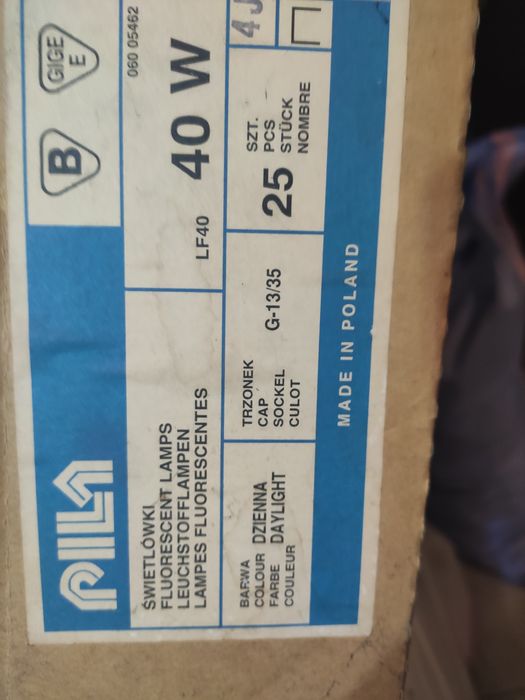 PILA
B
GIGE
E
ŚWIETLÓWKI
FLUORESCENT LAMPS
LEUCHSTOFFLAMPEN
LAMPES FLUORESCENTES
LF40
40 W
060 05462
BARWA
COLOUR
FARBE
COULEUR
DZIENNA
DAYLIGHT
TRZONEK
CAP
SOCKEL
CULOT
G-13/35
25
SZT.
PCS
STÜCK
NOMBRE
MADE IN POLAND